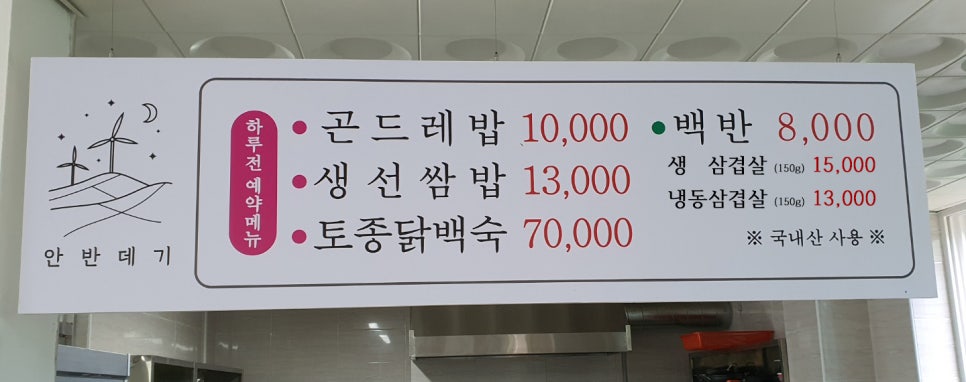 안반데기
하루전 예약메뉴
● 곤드레밥 10,000
● 생선쌈밥 13,000
● 토종닭백숙 70,000
● 백반 8,000
생 삼겹살 (150g) 15,000
냉동삼겹살 (150g) 13,000
※ 국내산 사용 ※